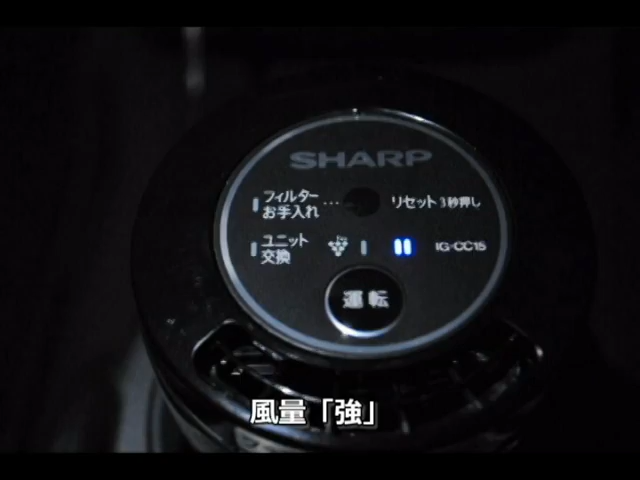 SHARP
フィルター
お手入れ… リセット3秒押し
ユニット
交換
IG-CC15
運転
風量「強」